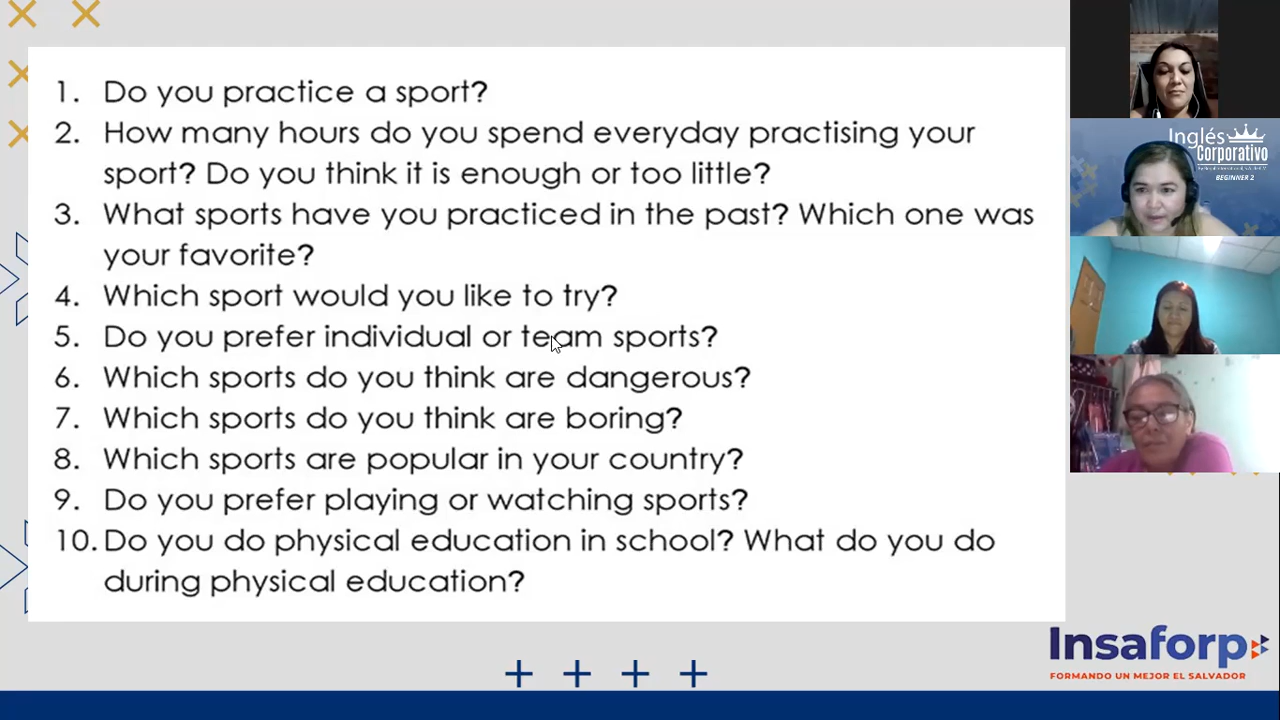 1. Do you practice a sport?
2. How many hours do you spend everyday practising your
sport? Do you think it is enough or too little?
3. What sports have you practiced in the past? Which one was
your favorite?
4. Which sport would you like to try?
5. Do you prefer individual or team sports?
6. Which sports do you think are dangerous?
7. Which sports do you think are boring?
8. Which sports are popular in your country?
9. Do you prefer playing or watching sports?
10. Do you do physical education in school? What do you do
during physical education?
Inglés
Corporativo
BEGINNER 2
Insaforp
FORMANDO UN MEJOR EL SALVADOR